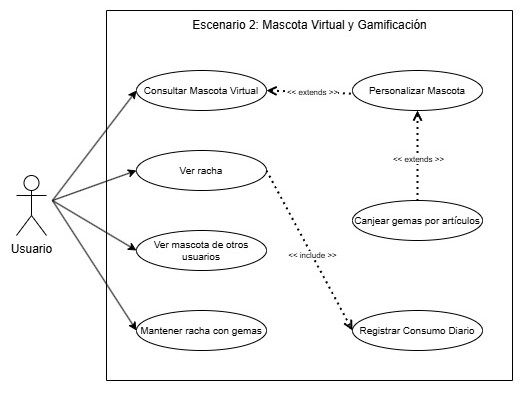 Escenario 2: Mascota Virtual y Gamificación
Consultar Mascota Virtual
<< extends >>
Personalizar Mascota
<< extends >>
Ver racha
Usuario
Canjear gemas por artículos
Ver mascota de otros
usuarios
<< include >>
Mantener racha con gemas
Registrar Consumo Diario